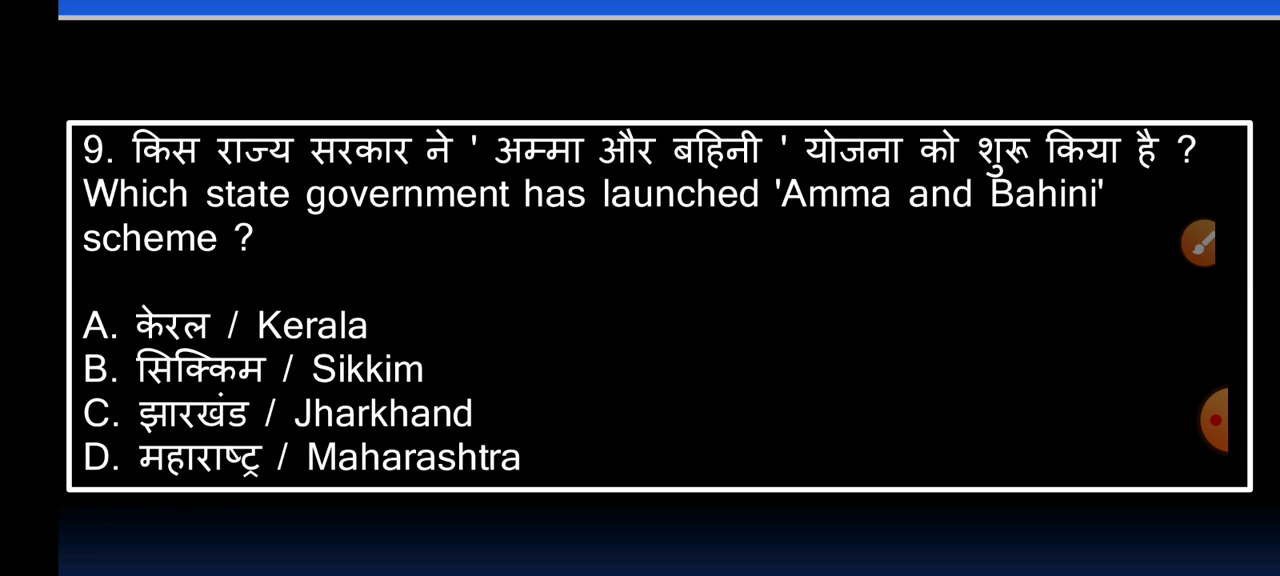 9. किस राज्य सरकार ने ' अम्मा और बहिनी ' योजना को शुरू किया है ?
Which state government has launched 'Amma and Bahini'
scheme ?
A. केरल / Kerala
B. सिक्किम / Sikkim
C. झारखंड / Jharkhand
D. महाराष्ट्र / Maharashtra